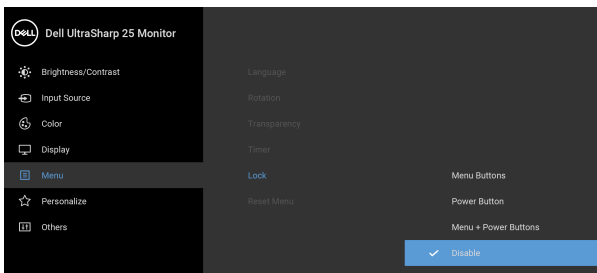 DELL
Dell UltraSharp 25 Monitor
Brightness/Contrast
Input Source
Color
Display
Menu
Personalize
Others
Language
Rotation
Transparency
Timer
Lock
Reset Menu
Menu Buttons
Power Button
Menu + Power Buttons
Disable